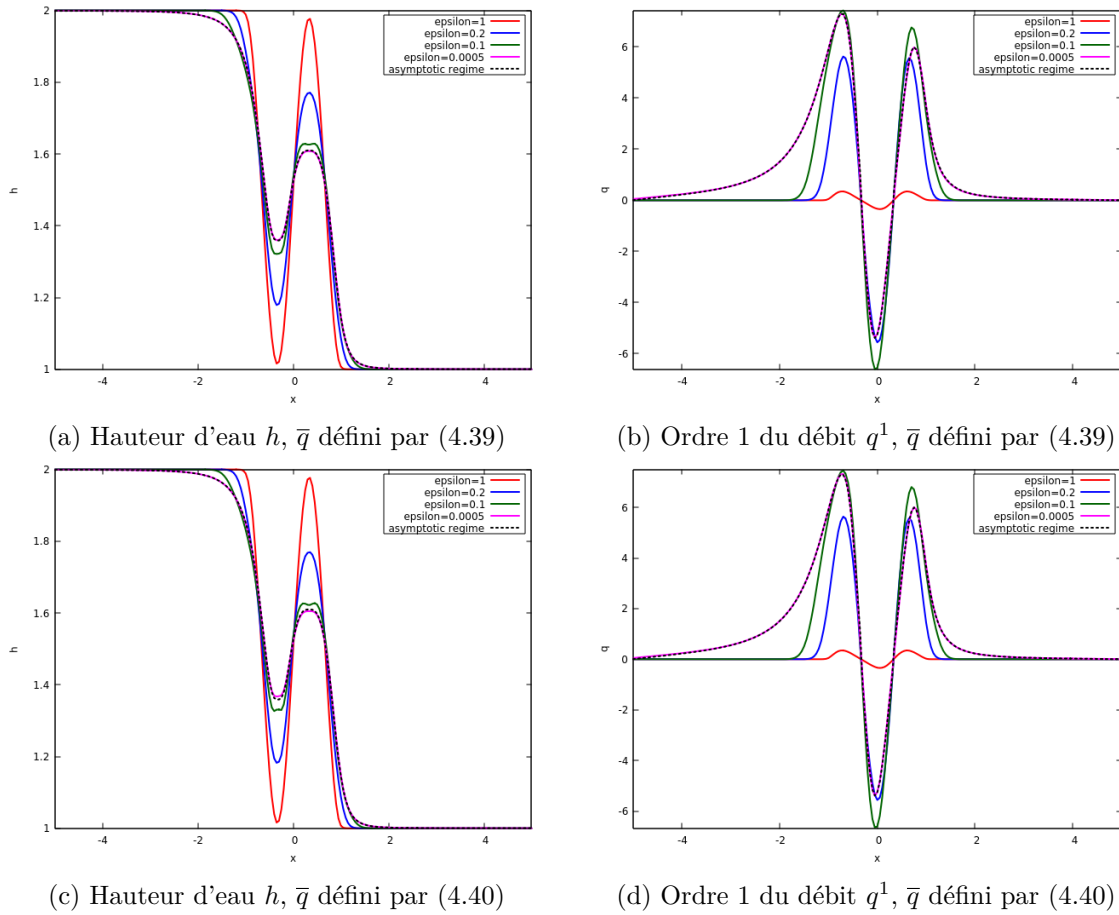 2
1.8
1.6
1.4
1.2
1
-4
-2
0
2
4
h
x
epsilon=1
epsilon=0.2
epsilon=0.1
epsilon=0.0005
asymptotic regime
6
4
2
0
-2
-4
-6
-4
-2
0
2
4
q
x
epsilon=1
epsilon=0.2
epsilon=0.1
epsilon=0.0005
asymptotic regime
(a) Hauteur d'eau h, q̅ défini par (4.39)
(b) Ordre 1 du débit q¹, q̅ défini par (4.39)
2
1.8
1.6
1.4
1.2
1
-4
-2
0
2
4
h
x
epsilon=1
epsilon=0.2
epsilon=0.1
epsilon=0.0005
asymptotic regime
6
4
2
0
-2
-4
-6
-4
-2
0
2
4
q
x
epsilon=1
epsilon=0.2
epsilon=0.1
epsilon=0.0005
asymptotic regime
(c) Hauteur d'eau h, q̅ défini par (4.40)
(d) Ordre 1 du débit q¹, q̅ défini par (4.40)